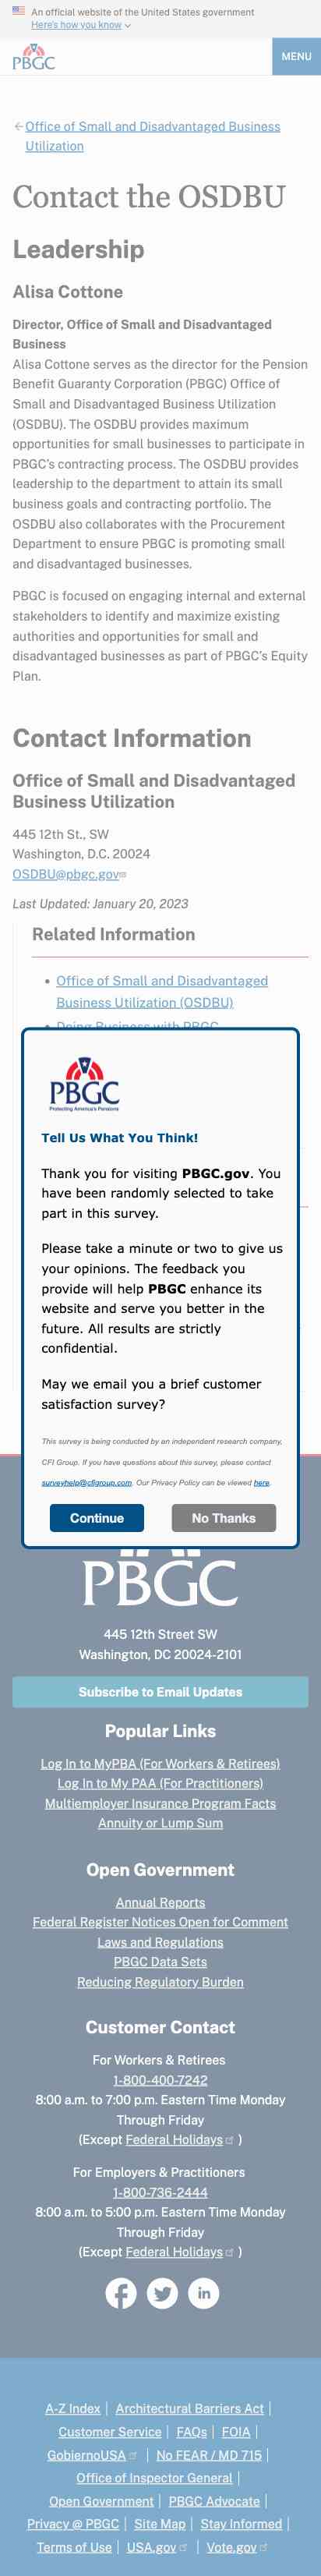 An official website of the United States government
Here's how you know
PBGC
MENU
Office of Small and Disadvantaged Business
Utilization
Contact the OSDBU
Leadership
Alisa Cottone
Director, Office of Small and Disadvantaged
Business
Alisa Cottone serves as the director for the Pension
Benefit Guaranty Corporation (PBGC) Office of
Small and Disadvantaged Business Utilization
(OSDBU). The OSDBU provides maximum
opportunities for small businesses to participate in
PBGC's contracting process. The OSDBU provides
leadership to the department to attain its small
business goals and contracting portfolio. The
OSDBU also collaborates with the Procurement
Department to ensure PBGC is promoting small
and disadvantaged businesses.
PBGC is focused on engaging internal and external
stakeholders to identify and maximize existing
authorities and opportunities for small and
disadvantaged businesses as part of PBGC's Equity
Plan.
Contact Information
Office of Small and Disadvantaged
Business Utilization
445 12th St., SW
Washington, D.C. 20024
OSDBU@pbgc.gov
Last Updated: January 20, 2023
Related Information
Office of Small and Disadvantaged
Business Utilization (OSDBU)
Doing Business with PBGC
PBGC
Protecting America's Pensions
Tell Us What You Think!
Thank you for visiting PBGC.gov. You
have been randomly selected to take
part in this survey.
Please take a minute or two to give us
your opinions. The feedback you
provide will help PBGC enhance its
website and serve you better in the
future. All results are strictly
confidential.
May we email you a brief customer
satisfaction survey?
This survey is being conducted by an independent research company,
CFI Group. If you have questions about this survey, please contact
surveyhelp@cfigroup.com. Our Privacy Policy can be viewed here.
Continue
No Thanks
PBGC
445 12th Street SW
Washington, DC 20024-2101
Subscribe to Email Updates
Popular Links
Log In to MyPBA (For Workers & Retirees)
Log In to My PAA (For Practitioners)
Multiemployer Insurance Program Facts
Annuity or Lump Sum
Open Government
Annual Reports
Federal Register Notices Open for Comment
Laws and Regulations
PBGC Data Sets
Reducing Regulatory Burden
Customer Contact
For Workers & Retirees
1-800-400-7242
8:00 a.m. to 7:00 p.m. Eastern Time Monday
Through Friday
(Except Federal Holidays )
For Employers & Practitioners
1-800-736-2444
8:00 a.m. to 5:00 p.m. Eastern Time Monday
Through Friday
(Except Federal Holidays )
A-Z Index | Architectural Barriers Act |
Customer Service | FAQs | FOIA |
GobiernoUSA | No FEAR / MD 715 |
Office of Inspector General |
Open Government | PBGC Advocate |
Privacy @ PBGC | Site Map | Stay Informed |
Terms of Use | USA.gov | Vote.gov